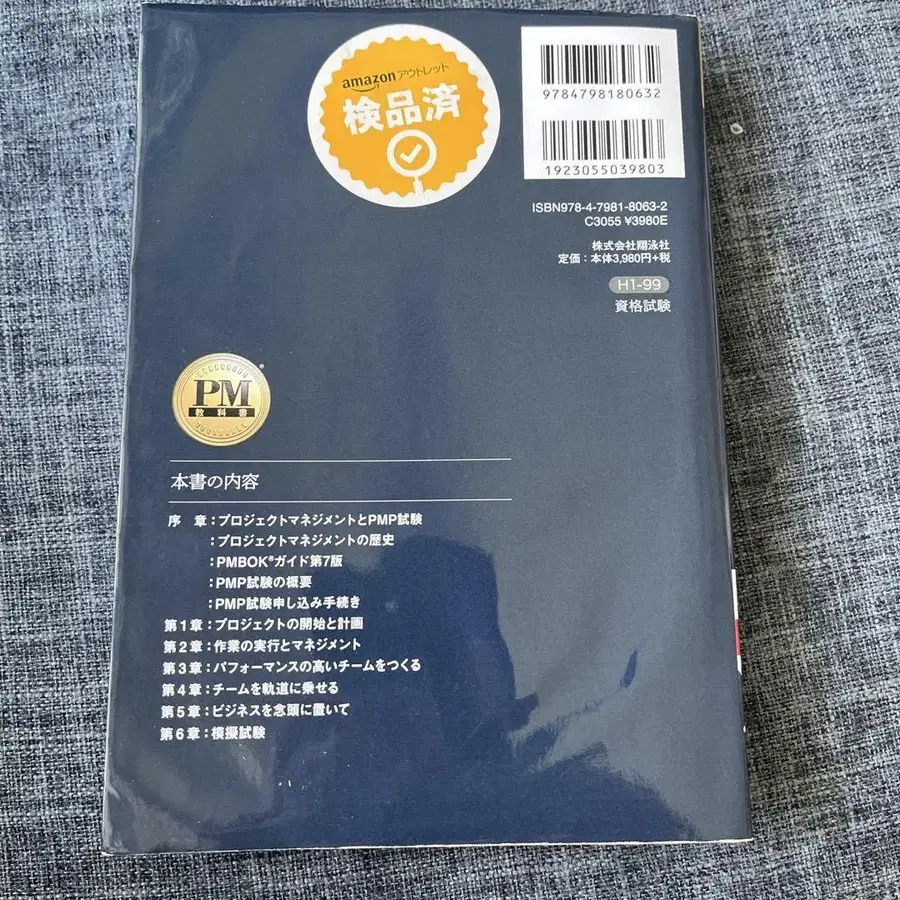 amazonアウトレット
検品済
9784798180632
1923055039803
ISBN978-4-7981-8063-2
C3055 ¥3980E
株式会社翔泳社
定価：本体3,980円+税
H1-99
資格試験
PM
教科書
本書の内容
序　章：プロジェクトマネジメントとPMP試験
：プロジェクトマネジメントの歴史
：PMBOK®ガイド第7版
：PMP試験の概要
：PMP試験申し込み手続き
第1章：プロジェクトの開始と計画
第2章：作業の実行とマネジメント
第3章：パフォーマンスの高いチームをつくる
第4章：チームを軌道に乗せる
第5章：ビジネスを念頭に置いて
第6章：模擬試験